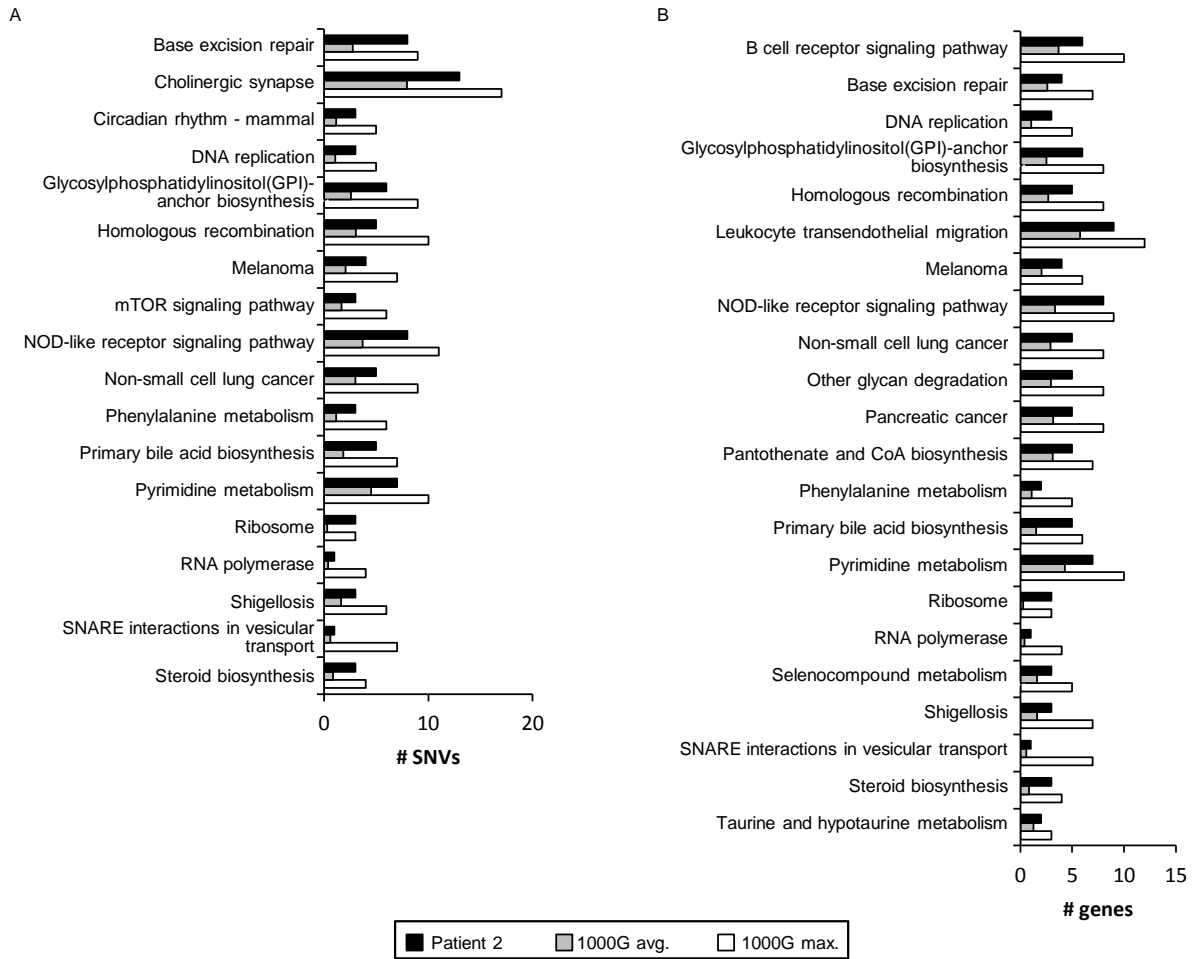 A
Base excision repair
Cholinergic synapse
Circadian rhythm - mammal
DNA replication
Glycosylphosphatidylinositol(GPI)-
anchor biosynthesis
Homologous recombination
Melanoma
mTOR signaling pathway
NOD-like receptor signaling pathway
Non-small cell lung cancer
Phenylalanine metabolism
Primary bile acid biosynthesis
Pyrimidine metabolism
Ribosome
RNA polymerase
Shigellosis
SNARE interactions in vesicular
transport
Steroid biosynthesis
0 10 20
# SNVs
B
B cell receptor signaling pathway
Base excision repair
DNA replication
Glycosylphosphatidylinositol(GPI)-anchor
biosynthesis
Homologous recombination
Leukocyte transendothelial migration
Melanoma
NOD-like receptor signaling pathway
Non-small cell lung cancer
Other glycan degradation
Pancreatic cancer
Pantothenate and CoA biosynthesis
Phenylalanine metabolism
Primary bile acid biosynthesis
Pyrimidine metabolism
Ribosome
RNA polymerase
Selenocompound metabolism
Shigellosis
SNARE interactions in vesicular transport
Steroid biosynthesis
Taurine and hypotaurine metabolism
0 5 10 15
# genes
Patient 2 1000G avg. 1000G max.